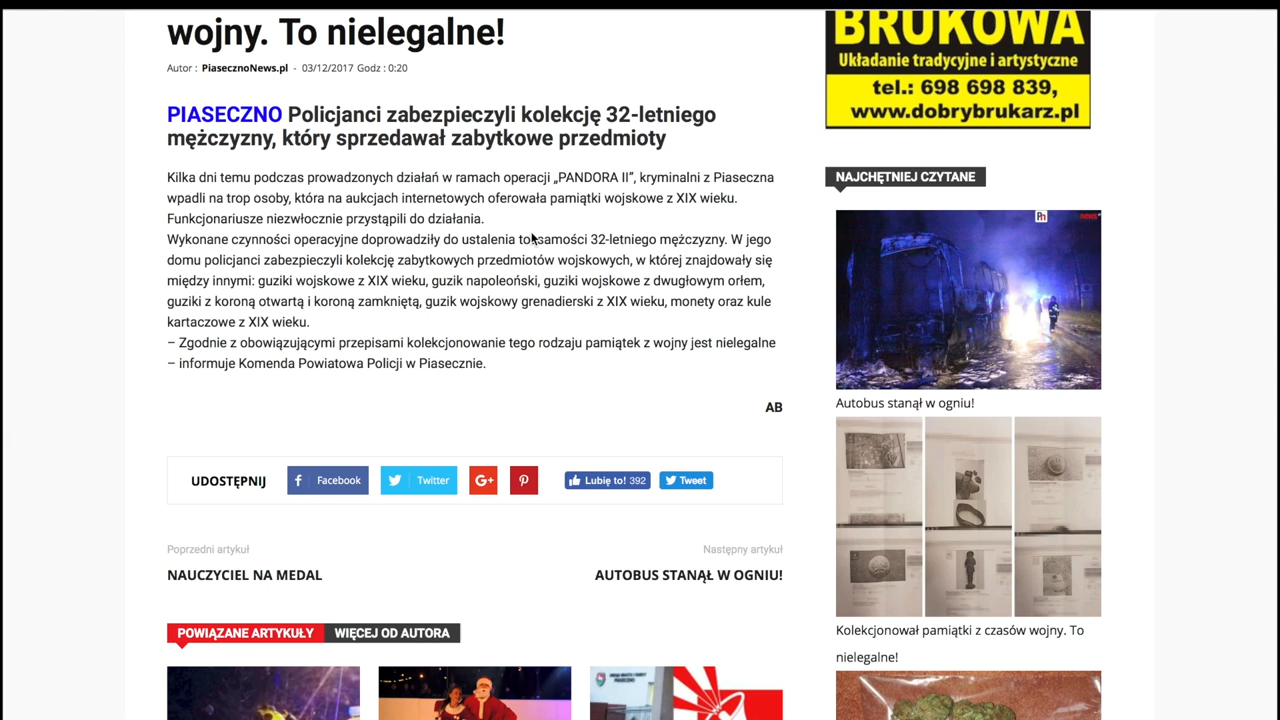 wojny. To nielegalne!
Autor : PiasecznoNews.pl - 03/12/2017 Godz : 0:20
PIASECZNO Policjanci zabezpieczyli kolekcję 32-letniego
mężczyzny, który sprzedawał zabytkowe przedmioty
Kilka dni temu podczas prowadzonych działań w ramach operacji „PANDORA II”, kryminalni z Piaseczna
wpadli na trop osoby, która na aukcjach internetowych oferowała pamiątki wojskowe z XIX wieku.
Funkcjonariusze niezwłocznie przystąpili do działania.
Wykonane czynności operacyjne doprowadziły do ustalenia tożsamości 32-letniego mężczyzny. W jego
domu policjanci zabezpieczyli kolekcję zabytkowych przedmiotów wojskowych, w której znajdowały się
między innymi: guziki wojskowe z XIX wieku, guzik napoleoński, guziki wojskowe z dwugłowym orłem,
guziki z koroną otwartą i koroną zamkniętą, guzik wojskowy grenadierski z XIX wieku, monety oraz kule
kartaczowe z XIX wieku.
– Zgodnie z obowiązującymi przepisami kolekcjonowanie tego rodzaju pamiątek z wojny jest nielegalne
– informuje Komenda Powiatowa Policji w Piasecznie.
AB
UDOSTĘPNIJ
Facebook
Twitter
G+
Lubię to! 392
Tweet
Poprzedni artykuł
NAUCZYCIEL NA MEDAL
Następny artykuł
AUTOBUS STANĄŁ W OGNIU!
POWIĄZANE ARTYKUŁY
WIĘCEJ OD AUTORA
BRUKOWA
Układanie tradycyjne i artystyczne
tel.: 698 698 839,
www.dobrybrukarz.pl
NAJCHĘTNIEJ CZYTANE
Autobus stanął w ogniu!
Kolekcjonował pamiątki z czasów wojny. To
nielegalne!